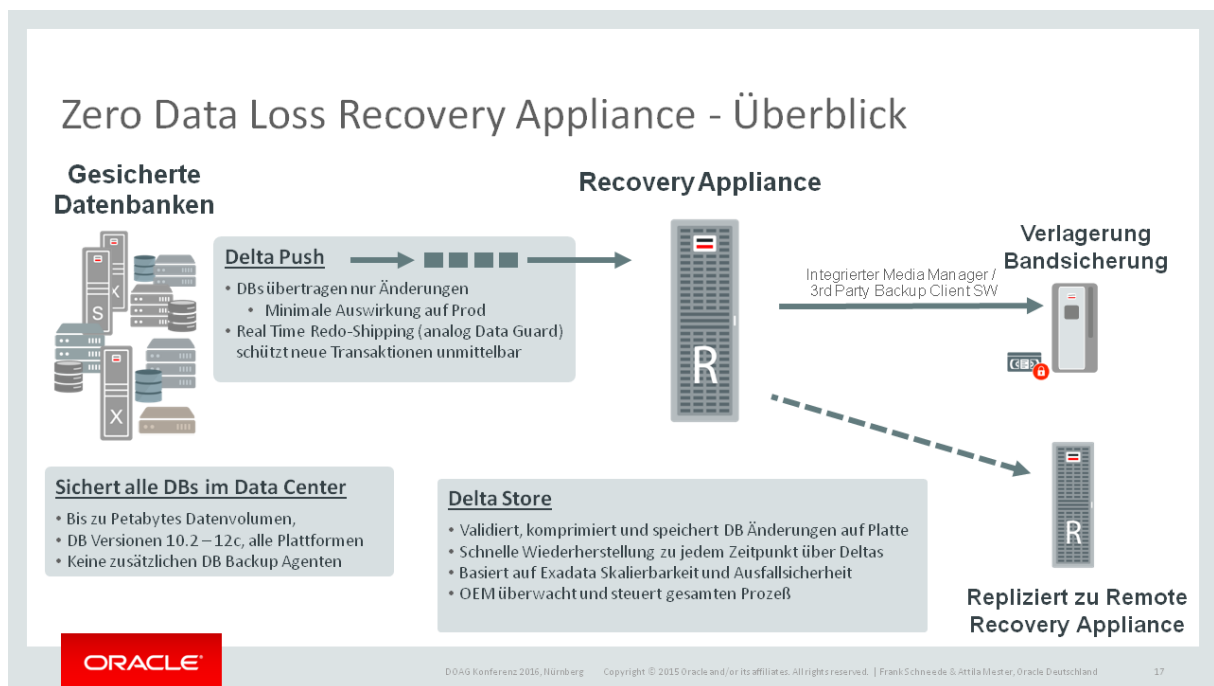 Zero Data Loss Recovery Appliance - Überblick
Gesicherte
Datenbanken
Recovery Appliance
Verlagerung
Bandsicherung
Delta Push
• DBs übertragen nur Änderungen
• Minimale Auswirkung auf Prod
• Real Time Redo-Shipping (analog Data Guard)
schützt neue Transaktionen unmittelbar
Integrierter Media Manager /
3rd Party Backup Client SW
X
S
X
R
R
Sichert alle DBs im Data Center
• Bis zu Petabytes Datenvolumen,
• DB Versionen 10.2 – 12c, alle Plattformen
• Keine zusätzlichen DB Backup Agenten
Delta Store
• Validiert, komprimiert und speichert DB Änderungen auf Platte
• Schnelle Wiederherstellung zu jedem Zeitpunkt über Deltas
• Basiert auf Exadata Skalierbarkeit und Ausfallsicherheit
• OEM überwacht und steuert gesamten Prozeß
Repliziert zu Remote
Recovery Appliance
ORACLE
DOAG Konferenz 2016, Nürnberg Copyright © 2015 Oracle and/or its affiliates. All rights reserved. | Frank Schneede & Attila Mester, Oracle Deutschland 17